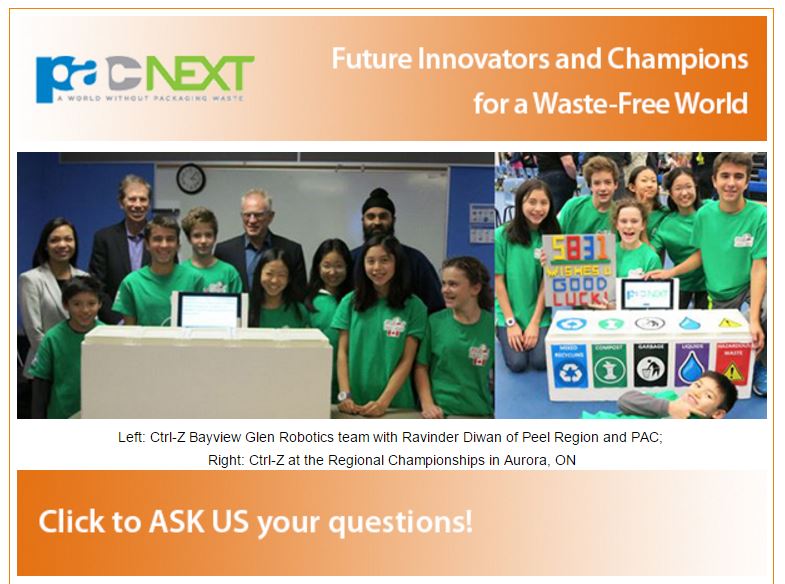 pac NEXT
A WORLD WITHOUT PACKAGING WASTE
Future Innovators and Champions
for a Waste-Free World
5831
WISHES U
GOOD
LUCK!
pac NEXT
MIXED
RECYCLING
COMPOST
GARBAGE
LIQUIDS
HAZARDOUS
WASTE
Left: Ctrl-Z Bayview Glen Robotics team with Ravinder Diwan of Peel Region and PAC;
Right: Ctrl-Z at the Regional Championships in Aurora, ON
Click to ASK US your questions!